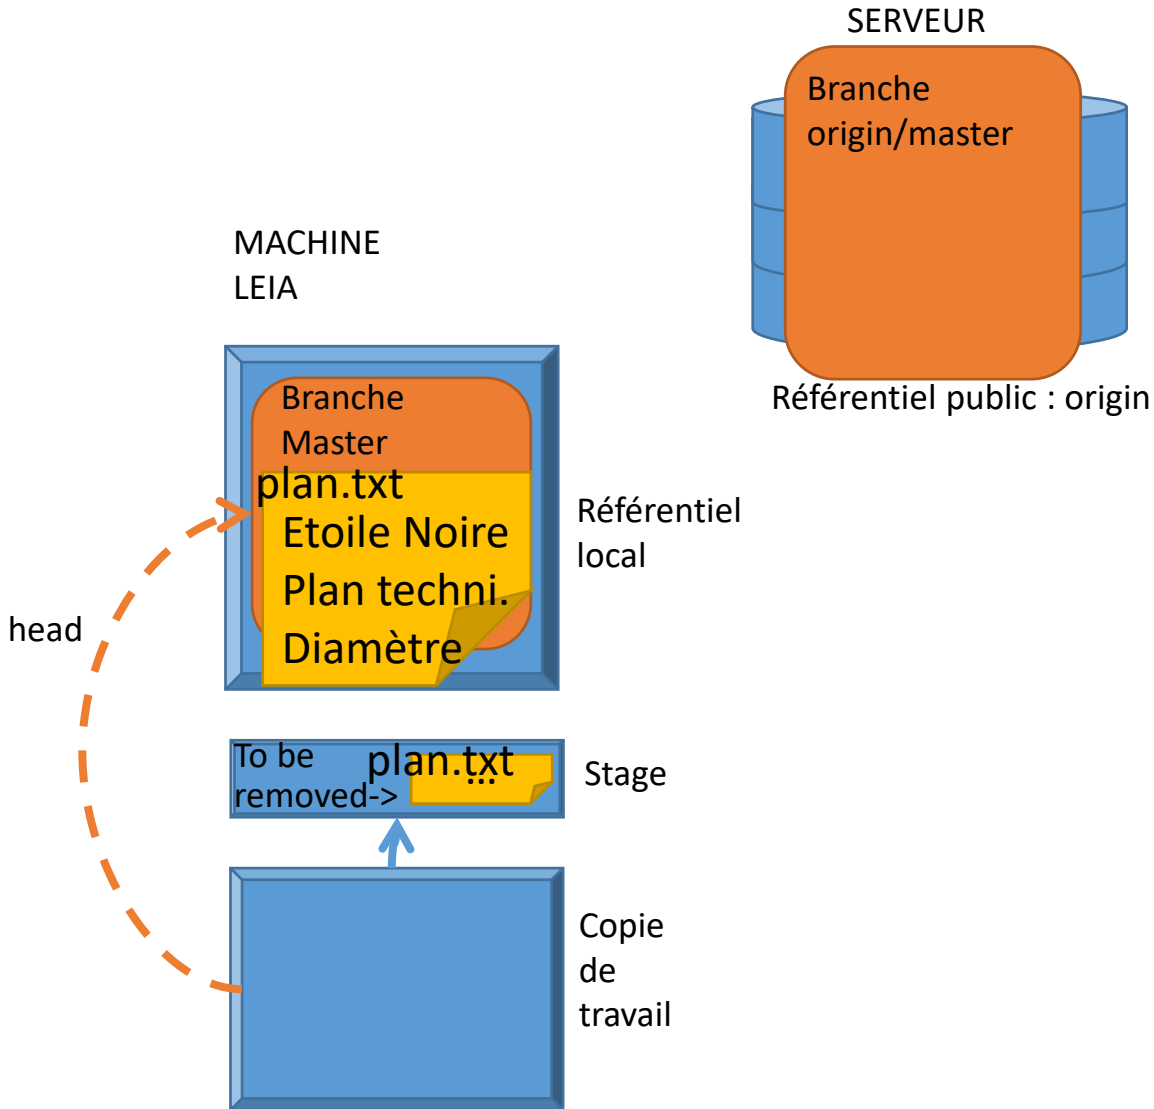 SERVEUR
Branche
origin/master
Référentiel public : origin
MACHINE
LEIA
Branche
Master
plan.txt
Etoile Noire
Plan techni.
Diamètre
Référentiel
local
head
To be
removed->
plan.txt
...
Stage
Copie
de
travail